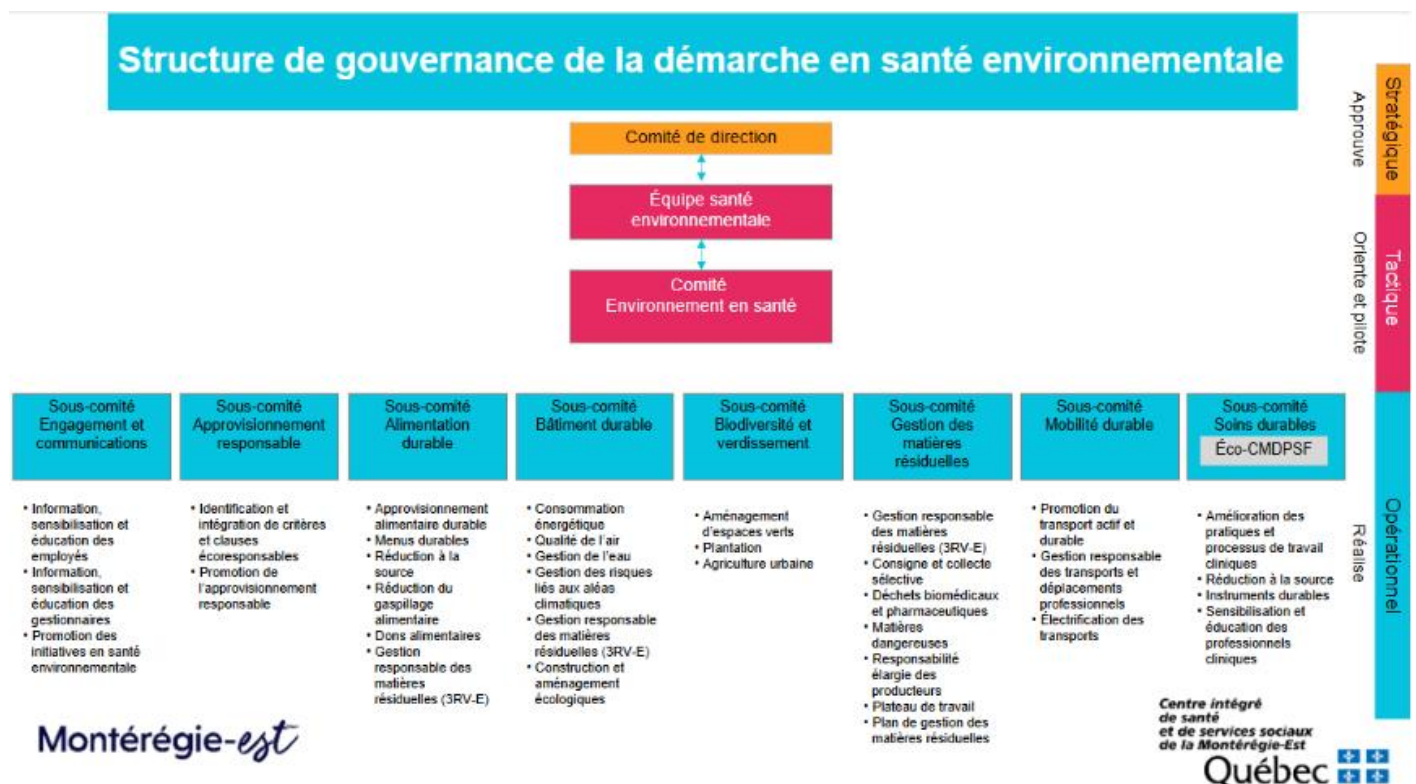 Structure de gouvernance de la démarche en santé environnementale
Stratégique
Approuve
Comité de direction
Équipe santé
environnementale
Tactique
Oriente et pilote
Comité
Environnement en santé
Sous-comité
Engagement et
communications
Sous-comité
Approvisionnement
responsable
Sous-comité
Alimentation
durable
Sous-comité
Bâtiment durable
Sous-comité
Biodiversité et
verdissement
Sous-comité
Gestion des
matières
résiduelles
Sous-comité
Mobilité durable
Sous-comité
Soins durables
Éco-CMDPSF
Opérationnel
Réalise
• Information,
sensibilisation et
éducation des
employés
• Information,
sensibilisation et
éducation des
gestionnaires
• Promotion des
initiatives en santé
environnementale
• Identification et
intégration de critères
et clauses
écoresponsables
• Promotion de
l'approvisionnement
responsable
• Approvisionnement
alimentaire durable
• Menus durables
• Réduction à la
source
• Réduction du
gaspillage
alimentaire
• Dons alimentaires
• Gestion
responsable des
matières
résiduelles (3RV-E)
• Consommation
énergétique
• Qualité de l'air
• Gestion de l'eau
• Gestion des risques
liés aux aléas
climatiques
• Gestion responsable
des matières
résiduelles (3RV-E)
• Construction et
aménagement
écologiques
• Aménagement
d'espaces verts
• Plantation
• Agriculture urbaine
• Gestion responsable
des matières
résiduelles (3RV-E)
• Consigne et collecte
sélective
• Déchets biomédicaux
et pharmaceutiques
• Matières
dangereuses
• Responsabilité
élargie des
producteurs
• Plateau de travail
• Plan de gestion des
matières résiduelles
• Promotion du
transport actif et
durable
• Gestion responsable
des transports et
déplacements
professionnels
• Électrification des
transports
• Amélioration des
pratiques et
processus de travail
cliniques
• Réduction à la source
• Instruments durables
• Sensibilisation et
éducation des
professionnels
cliniques
Montérégie-est
Centre intégré
de santé
et de services sociaux
de la Montérégie-Est
Québec